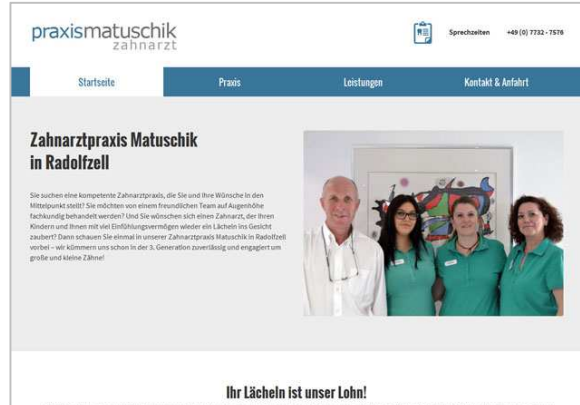 praxismatuschik
zahnarzt
Sprechzeiten +49 (0) 7732 - 7576
Startseite Praxis Leistungen Kontakt & Anfahrt
Zahnarztpraxis Matuschik
in Radolfzell
Sie suchen eine kompetente Zahnarztpraxis, die Sie und Ihre Wünsche in den
Mittelpunkt stellt? Sie möchten von einem freundlichen Team auf Augenhöhe
fachkundig behandelt werden? Und Sie wünschen sich einen Zahnarzt, der Ihren
Kindern und Ihnen mit viel Einfühlungsvermögen wieder ein Lächeln ins Gesicht
zaubert? Dann schauen Sie einmal in unserer Zahnarztpraxis Matuschik in Radolfzell
vorbei – wir kümmern uns schon in der 3. Generation zuverlässig und engagiert um
große und kleine Zähne!
Ihr Lächeln ist unser Lohn!